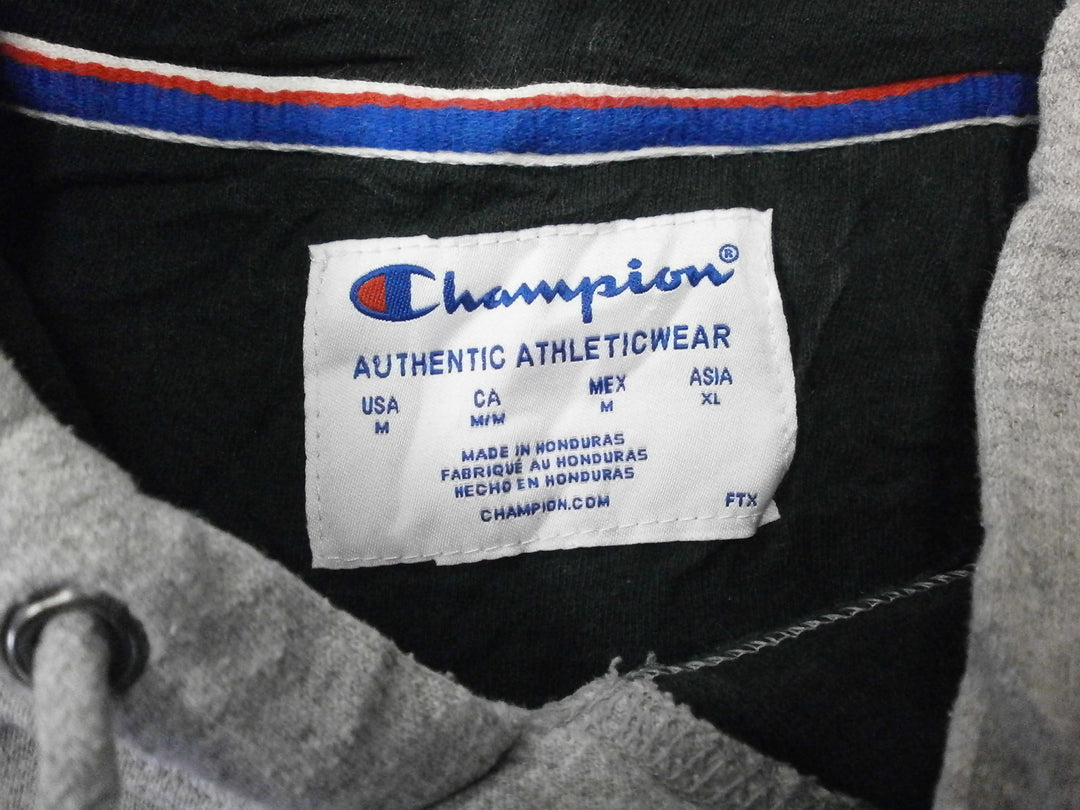 Champion®
AUTHENTIC ATHLETICWEAR
USA CA MEX ASIA
M M/M M XL
MADE IN HONDURAS
FABRIQUÉ AU HONDURAS
HECHO EN HONDURAS
CHAMPION.COM
FTX